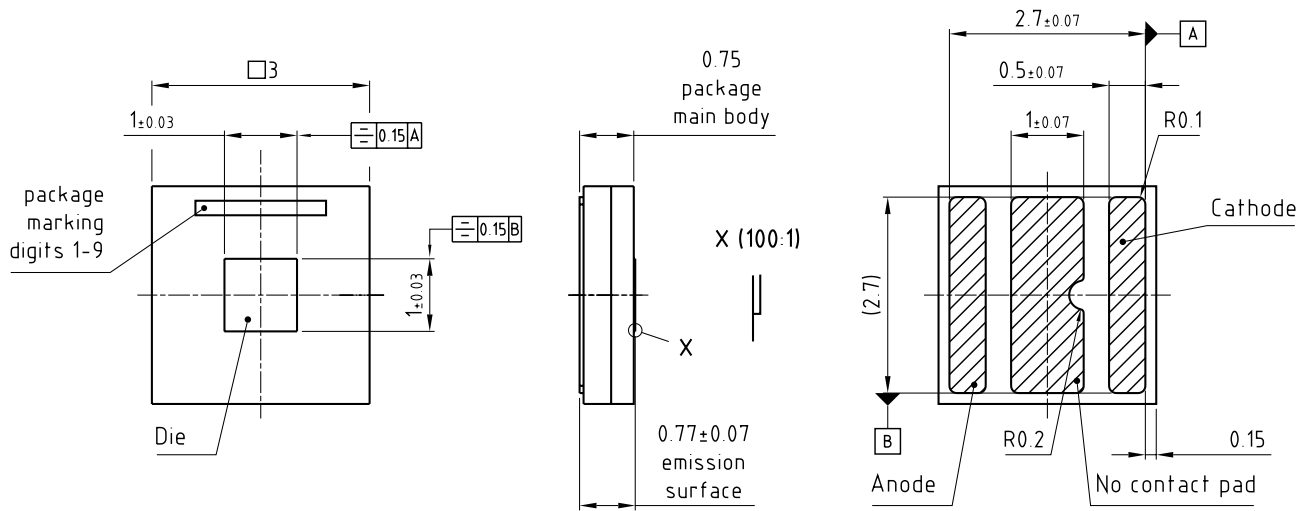 □3
1±0.03
0.15 A
package
marking
digits 1-9
0.15 B
1±0.03
Die
0.75
package
main body
X (100:1)
X
0.77±0.07
emission
surface
2.7±0.07
A
0.5±0.07
1±0.07
R0.1
Cathode
(2.7)
B
R0.2
0.15
Anode
No contact pad